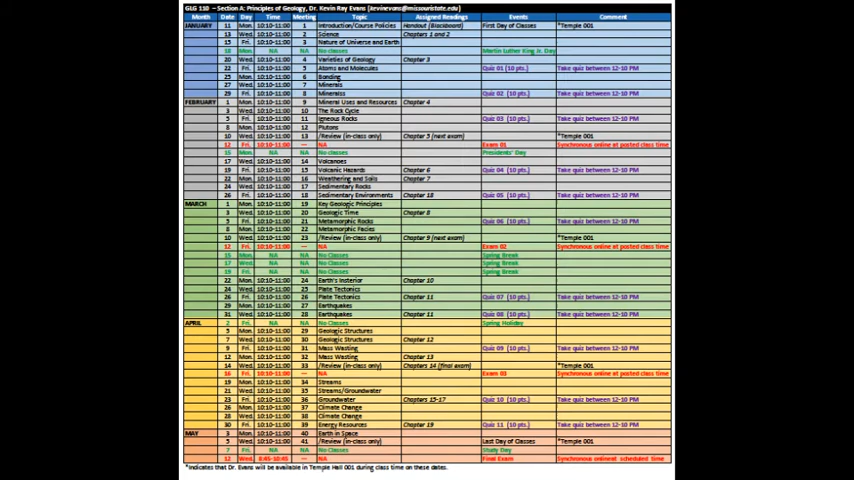 GLG 110 – Section A: Principles of Geology, Dr. Kevin Ray Evans (kevinevans@missouristate.edu)
Month Date Day Time Meeting Topic Assigned Readings Events Comment
JANUARY 11 Mon. 10:10-11:00 1 Introduction/Course Policies Handout (Blackboard) First Day of Classes *Temple 001
13 Wed. 10:10-11:00 2 Science Chapters 1 and 2
15 Fri. 10:10-11:00 3 Nature of Universe and Earth
18 Mon. NA NA No classes Martin Luther King Jr. Day
20 Wed. 10:10-11:00 4 Varieties of Geology Chapter 3
22 Fri. 10:10-11:00 5 Atoms and Molecules Quiz 01 (10 pts.) Take quiz between 12-10 PM
25 Mon. 10:10-11:00 6 Bonding
27 Wed. 10:10-11:00 7 Minerals
29 Fri. 10:10-11:00 8 Minerals Quiz 02 (10 pts.) Take quiz between 12-10 PM
FEBRUARY 1 Mon. 10:10-11:00 9 Mineral Uses and Resources Chapter 4
3 Wed. 10:10-11:00 10 The Rock Cycle
5 Fri. 10:10-11:00 11 Igneous Rocks Quiz 03 (10 pts.) Take quiz between 12-10 PM
8 Mon. 10:10-11:00 12 Plutons
10 Wed. 10:10-11:00 13 /Review (in-class only) Chapter 5 (next exam) *Temple 001
12 Fri. 10:10-11:00 — NA Exam 01 Synchronous online at posted class time
15 Mon. NA NA No classes Presidents' Day
17 Wed. 10:10-11:00 14 Volcanoes
19 Fri. 10:10-11:00 15 Volcanic Hazards Chapter 6 Quiz 04 (10 pts.) Take quiz between 12-10 PM
22 Mon. 10:10-11:00 16 Weathering and Soils Chapter 7
24 Wed. 10:10-11:00 17 Sedimentary Rocks
26 Fri. 10:10-11:00 18 Sedimentary Environments Chapter 18 Quiz 05 (10 pts.) Take quiz between 12-10 PM
MARCH 1 Mon. 10:10-11:00 19 Key Geologic Principles
3 Wed. 10:10-11:00 20 Geologic Time Chapter 8
5 Fri. 10:10-11:00 21 Metamorphic Rocks Quiz 06 (10 pts.) Take quiz between 12-10 PM
8 Mon. 10:10-11:00 22 Metamorphic Facies
10 Wed. 10:10-11:00 23 /Review (in-class only) Chapter 9 (next exam) *Temple 001
12 Fri. 10:10-11:00 — NA Exam 02 Synchronous online at posted class time
15 Mon. NA NA No Classes Spring Break
17 Wed. NA NA No Classes Spring Break
19 Fri. NA NA No Classes Spring Break
22 Mon. 10:10-11:00 24 Earth's Insterior Chapter 10
24 Wed. 10:10-11:00 25 Plate Tectonics
26 Fri. 10:10-11:00 26 Plate Tectonics Chapter 11 Quiz 07 (10 pts.) Take quiz between 12-10 PM
29 Mon. 10:10-11:00 27 Earthquakes
31 Wed. 10:10-11:00 28 Earthquakes Chapter 11 Quiz 08 (10 pts.) Take quiz between 12-10 PM
APRIL 2 Fri. NA NA No Classes Spring Holiday
5 Mon. 10:10-11:00 29 Geologic Structures
7 Wed. 10:10-11:00 30 Geologic Structures Chapter 12
9 Fri. 10:10-11:00 31 Mass Wasting Quiz 09 (10 pts.) Take quiz between 12-10 PM
12 Mon. 10:10-11:00 32 Mass Wasting Chapter 13
14 Wed. 10:10-11:00 33 /Review (in-class only) Chapters 14 (final exam) *Temple 001
16 Fri. 10:10-11:00 — NA Exam 03 Synchronous online at posted class time
19 Mon. 10:10-11:00 34 Streams
21 Wed. 10:10-11:00 35 Streams/Groundwater
23 Fri. 10:10-11:00 36 Groundwater Chapters 15-17 Quiz 10 (10 pts.) Take quiz between 12-10 PM
26 Mon. 10:10-11:00 37 Climate Change
28 Wed. 10:10-11:00 38 Climate Change
30 Fri. 10:10-11:00 39 Energy Resources Chapter 19 Quiz 11 (10 pts.) Take quiz between 12-10 PM
MAY 3 Mon. 10:10-11:00 40 Earth in Space
5 Wed. 10:10-11:00 41 /Review (in-class only) Last Day of Classes *Temple 001
7 Fri. NA NA No Classes Study Day
12 Wed. 8:45-10:45 — NA Final Exam Synchronous online at scheduled time
*Indicates that Dr. Evans will be available in Temple Hall 001 during class time on these dates.